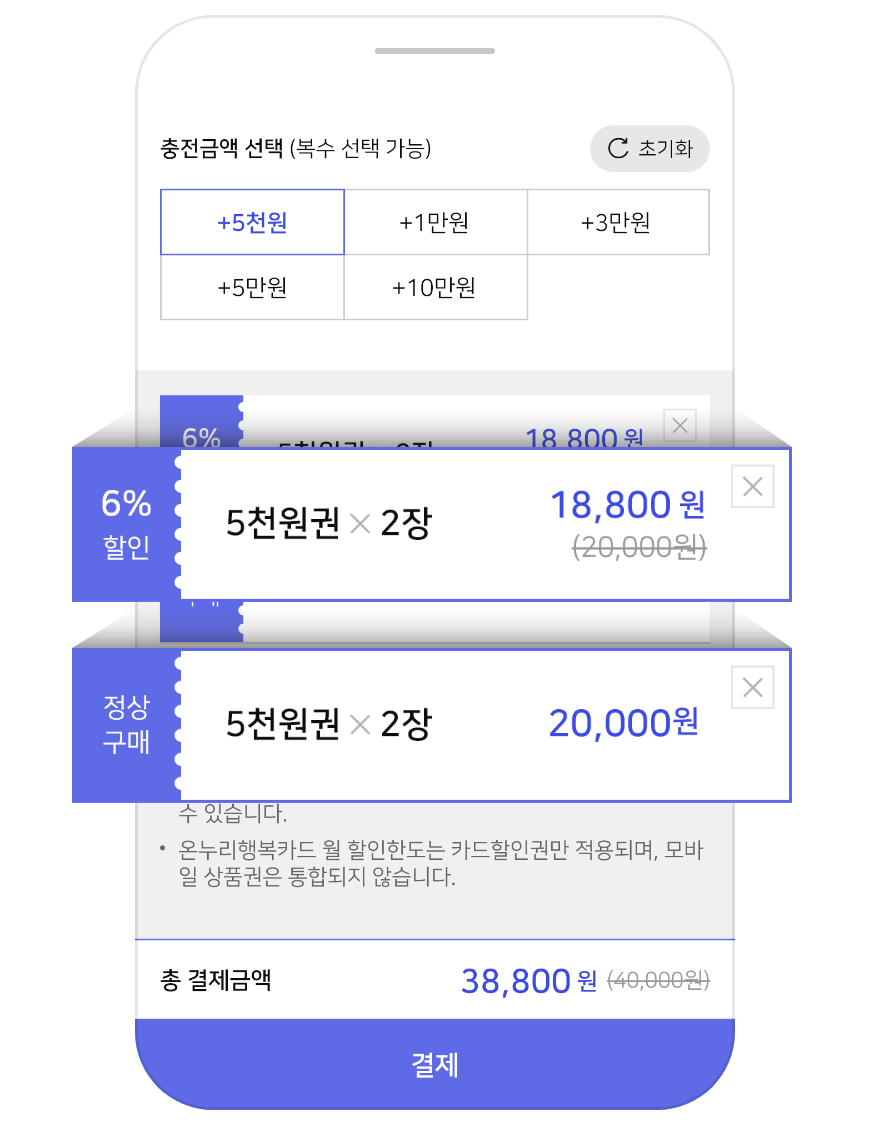 충전금액 선택 (복수 선택 가능)
초기화
+5천원
+1만원
+3만원
+5만원
+10만원
6%
5천원권 × 2장
18,800 원
6%
할인
5천원권 × 2장
18,800 원
(20,000원)
정상
구매
5천원권 × 2장
20,000원
수 있습니다.
• 온누리행복카드 월 할인한도는 카드할인권만 적용되며, 모바
일 상품권은 통합되지 않습니다.
총 결제금액
38,800 원 (40,000원)
결제